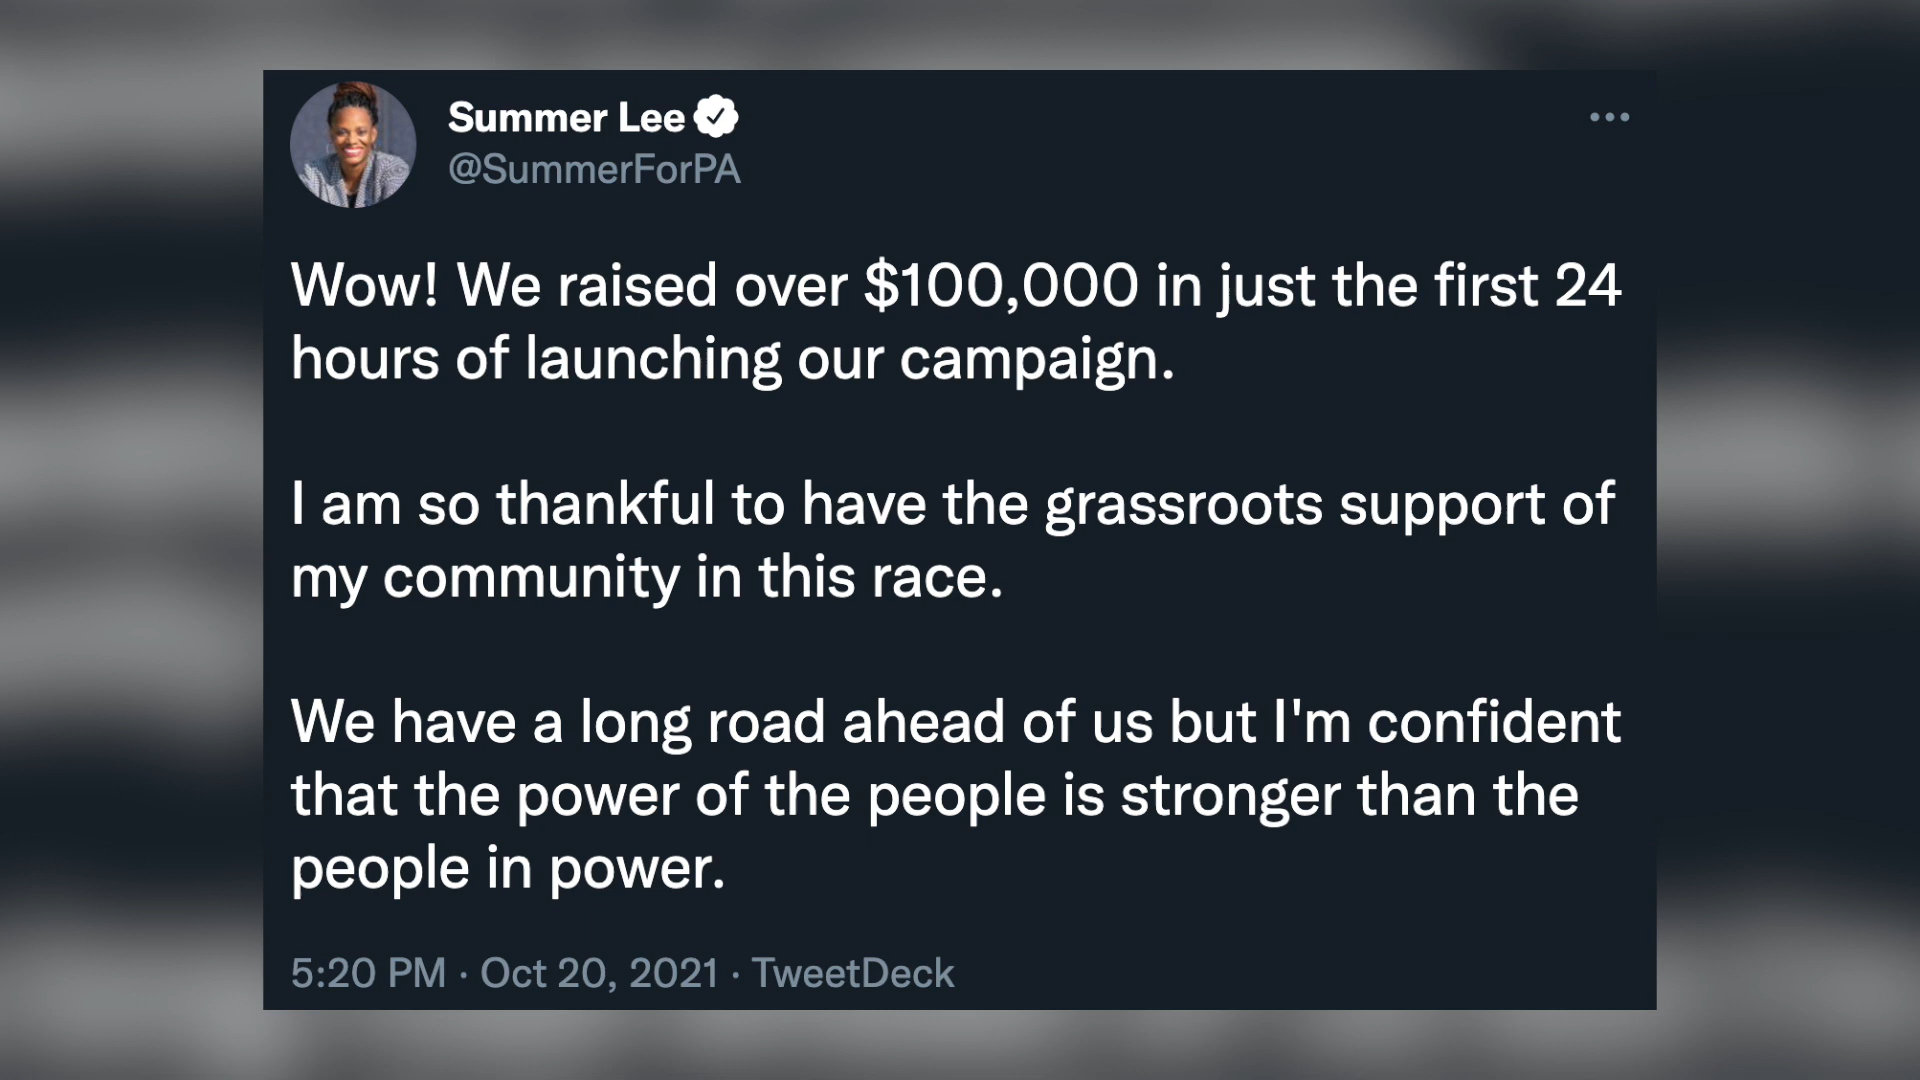 Summer Lee
@SummerForPA
Wow! We raised over $100,000 in just the first 24
hours of launching our campaign.
I am so thankful to have the grassroots support of
my community in this race.
We have a long road ahead of us but I'm confident
that the power of the people is stronger than the
people in power.
5:20 PM · Oct 20, 2021 · TweetDeck